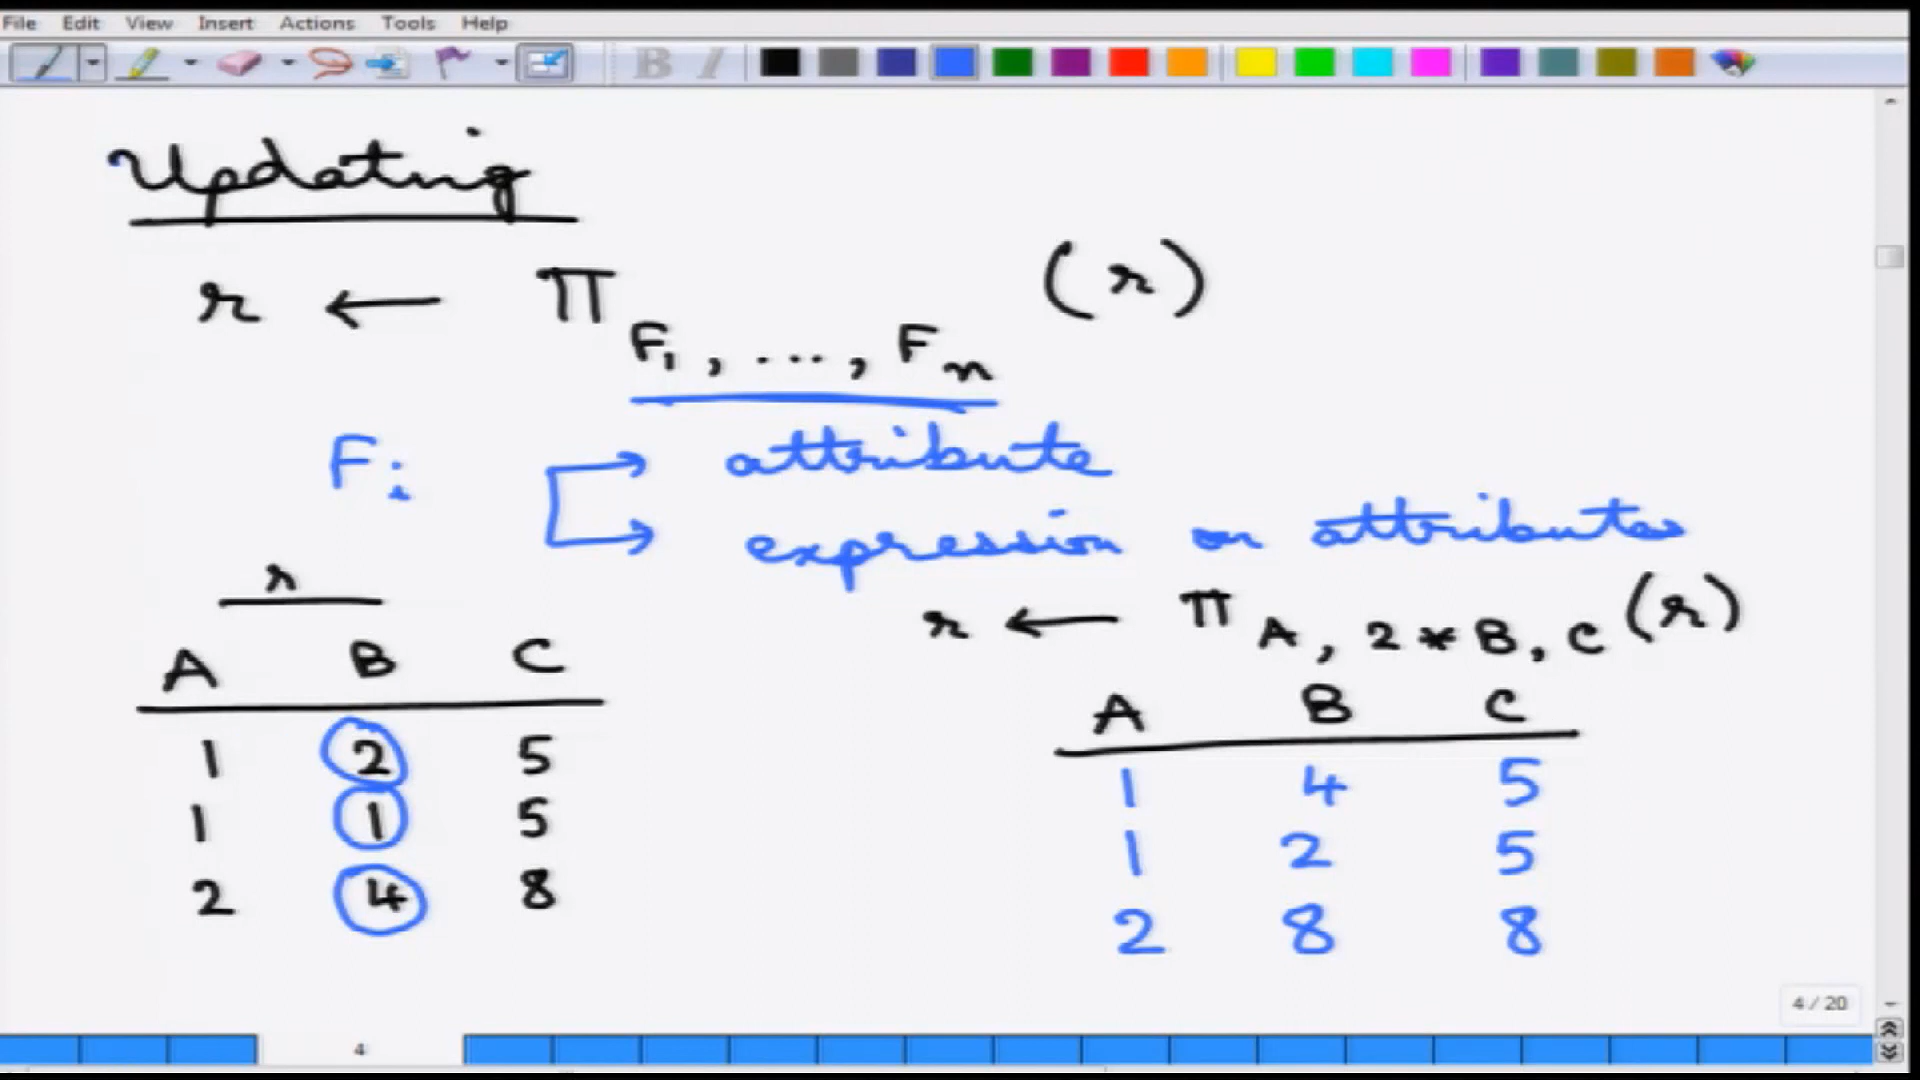 File Edit View Insert Actions Tools Help
B I
Updating
r ← Π F₁, ..., Fₙ (r)
Fᵢ → attribute
→ expression on attributes
r
r ← Π A, 2*B, C (r)
A B C
1 2 5
1 1 5
2 4 8
A B C
1 4 5
1 2 5
2 8 8
4 / 20
4